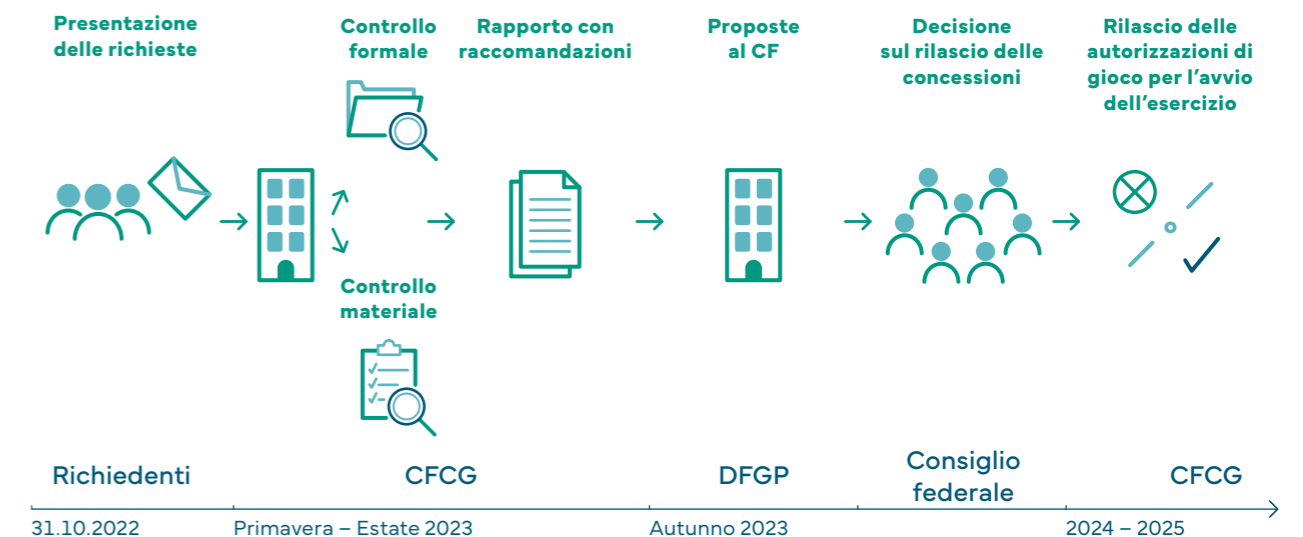 Presentazione
delle richieste
Controllo
formale
Rapporto con
raccomandazioni
Proposte
al CF
Decisione
sul rilascio delle
concessioni
Rilascio delle
autorizzazioni di
gioco per l’avvio
dell’esercizio
Controllo
materiale
Richiedenti
CFCG
DFGP
Consiglio
federale
CFCG
31.10.2022
Primavera – Estate 2023
Autunno 2023
2024 – 2025